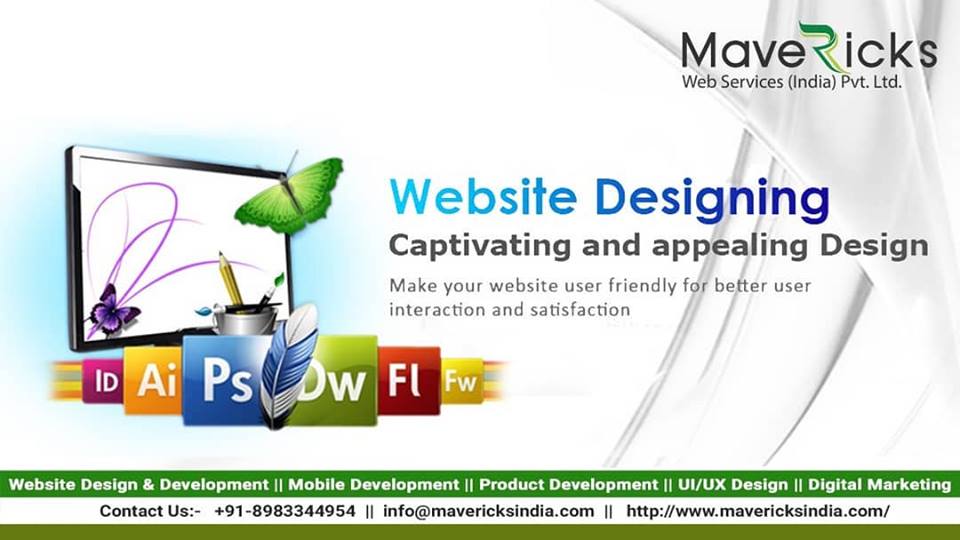 MaveRicks
Web Services (India) Pvt. Ltd.
Website Designing
Captivating and appealing Design
Make your website user friendly for better user
interaction and satisfaction
ID Ai Ps Dw Fl Fw
Website Design & Development || Mobile Development || Product Development || UI/UX Design || Digital Marketing
Contact Us:- +91-8983344954 || info@mavericksindia.com || http://www.mavericksindia.com/